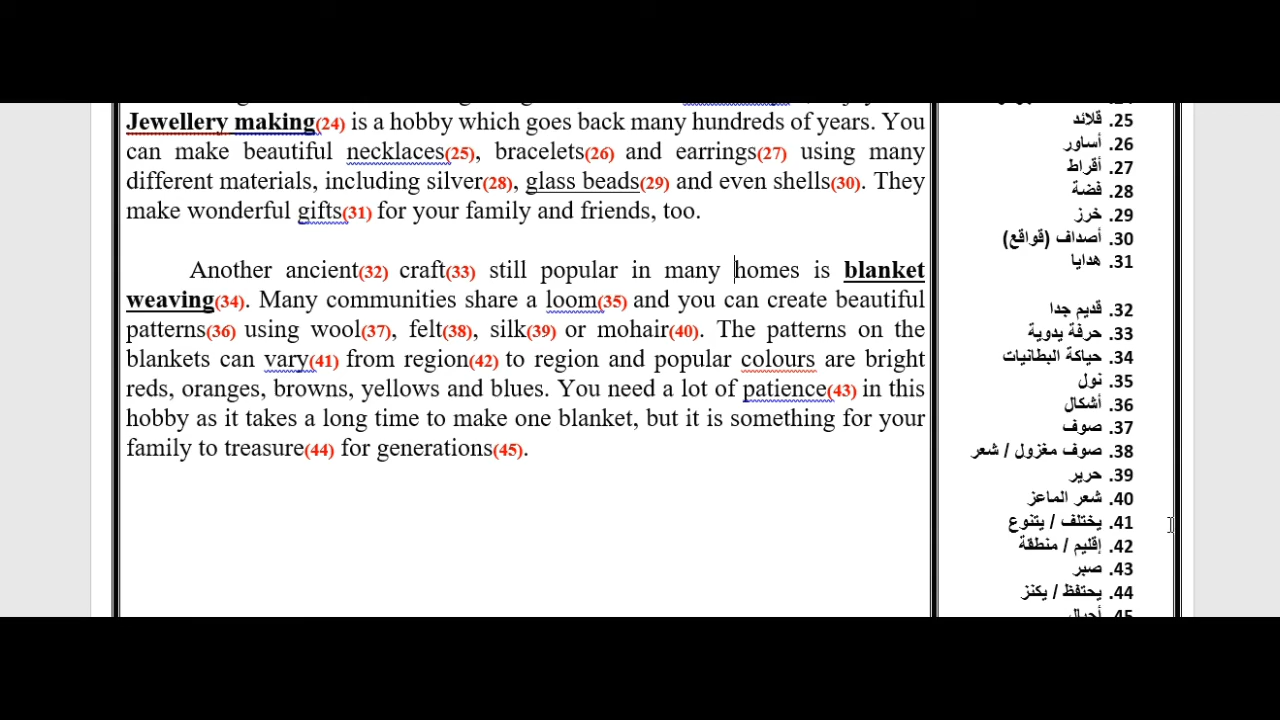 Jewellery making(24) is a hobby which goes back many hundreds of years. You
can make beautiful necklaces(25), bracelets(26) and earrings(27) using many
different materials, including silver(28), glass beads(29) and even shells(30). They
make wonderful gifts(31) for your family and friends, too.
Another ancient(32) craft(33) still popular in many homes is blanket
weaving(34). Many communities share a loom(35) and you can create beautiful
patterns(36) using wool(37), felt(38), silk(39) or mohair(40). The patterns on the
blankets can vary(41) from region(42) to region and popular colours are bright
reds, oranges, browns, yellows and blues. You need a lot of patience(43) in this
hobby as it takes a long time to make one blanket, but it is something for your
family to treasure(44) for generations(45).
25. قلائد
26. أساور
27. أقراط
28. فضة
29. خرز
30. أصداف (قواقع)
31. هدايا
32. قديم جدا
33. حرفة يدوية
34. حياكة البطانيات
35. نول
36. أشكال
37. صوف
38. صوف مغزول / شعر
39. حرير
40. شعر الماعز
41. يختلف / يتنوع
42. إقليم / منطقة
43. صبر
44. يحتفظ / يكنز
45. أجيال